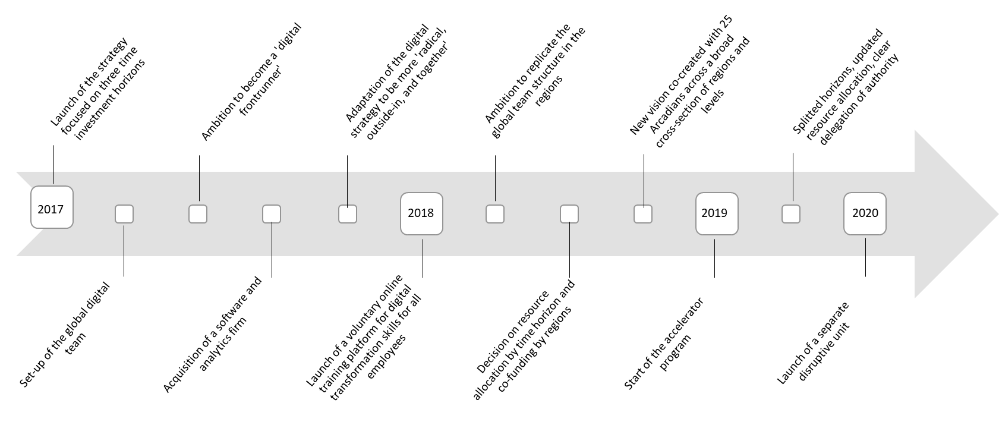 Launch of the strategy
focused on three time
investment horizons
Ambition to become a 'digital
frontrunner'
Adaptation of the digital
strategy to be more 'radical,
outside-in, and together'
Ambition to replicate the
global team structure in the
regions
New vision co-created with 25
Arcadians across a broad
cross-section of regions and
levels
Splitted horizons, updated
resource allocation, clear
delegation of authority
2017
2018
2019
2020
Set-up of the global digital
team
Acquisition of a software and
analytics firm
Launch of a voluntary online
training platform for digital
transformation skills for all
employees
Decision on resource
allocation by time horizon and
co-funding by regions
Start of the accelerator
program
Launch of a separate
disruptive unit